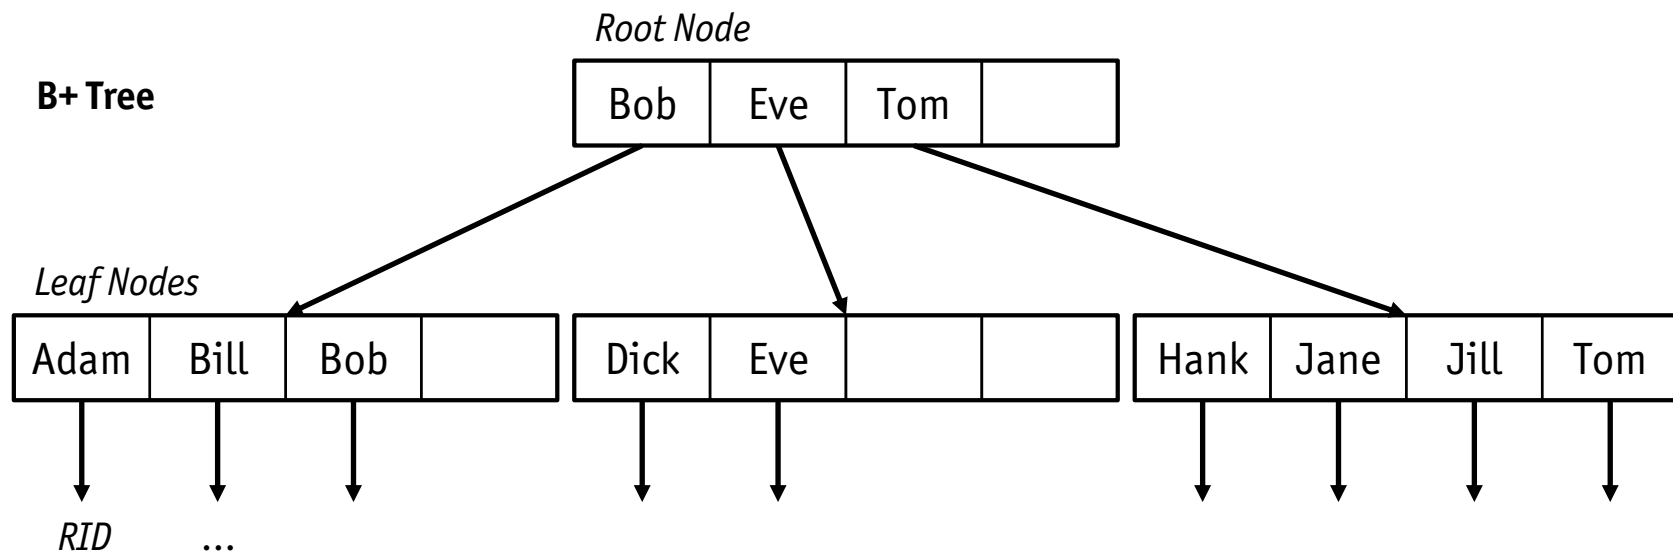 Root Node
B+ Tree
Bob Eve Tom
Leaf Nodes
Adam Bill Bob Dick Eve Hank Jane Jill Tom
RID ...